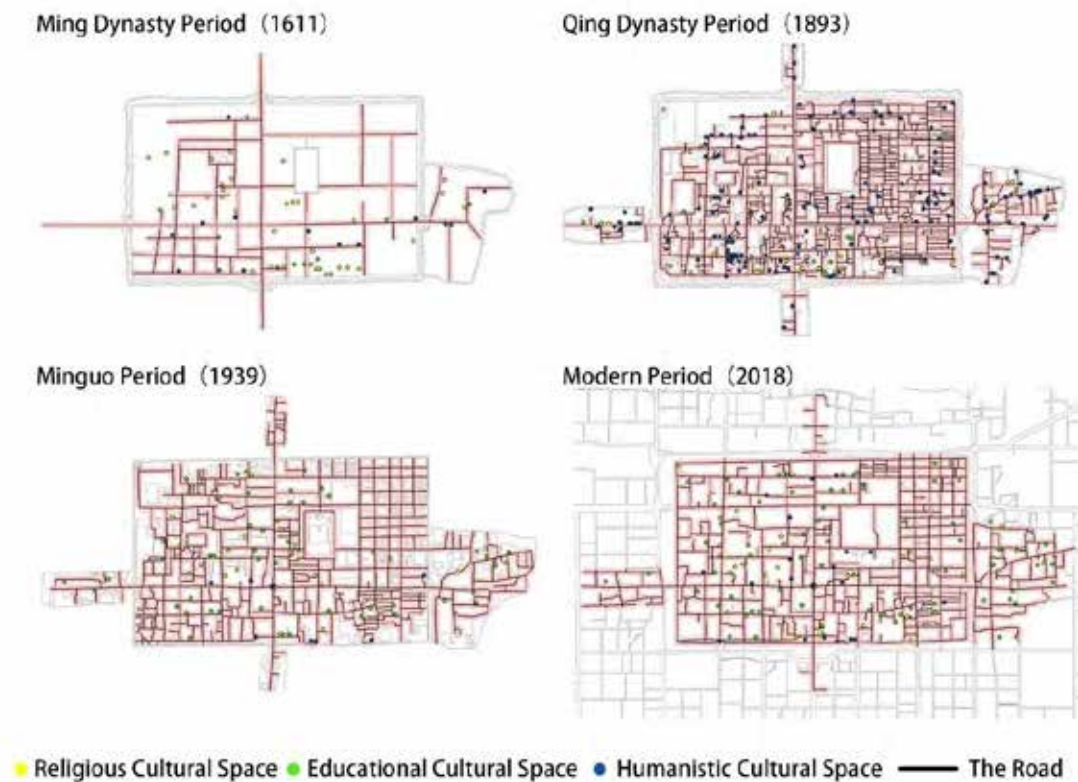 Ming Dynasty Period（1611）
Qing Dynasty Period（1893）
Minguo Period（1939）
Modern Period（2018）
Religious Cultural Space
Educational Cultural Space
Humanistic Cultural Space
The Road